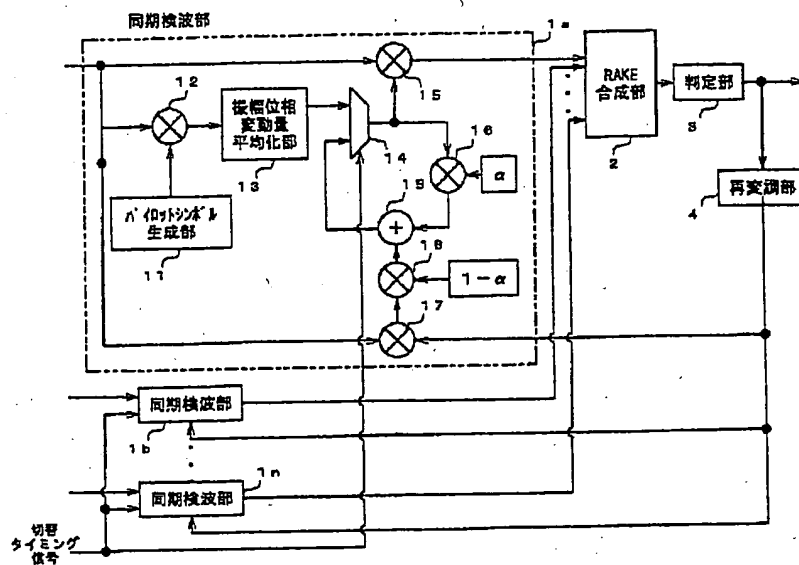 同期検波部
1a
12
振幅位相
変動量
平均化部
13
14
15
16
α
19
パイロットシンボル
生成部
11
18
1-α
17
RAKE
合成部
2
判定部
3
再変調部
4
同期検波部
1b
同期検波部
1n
切替
タイミング
信号